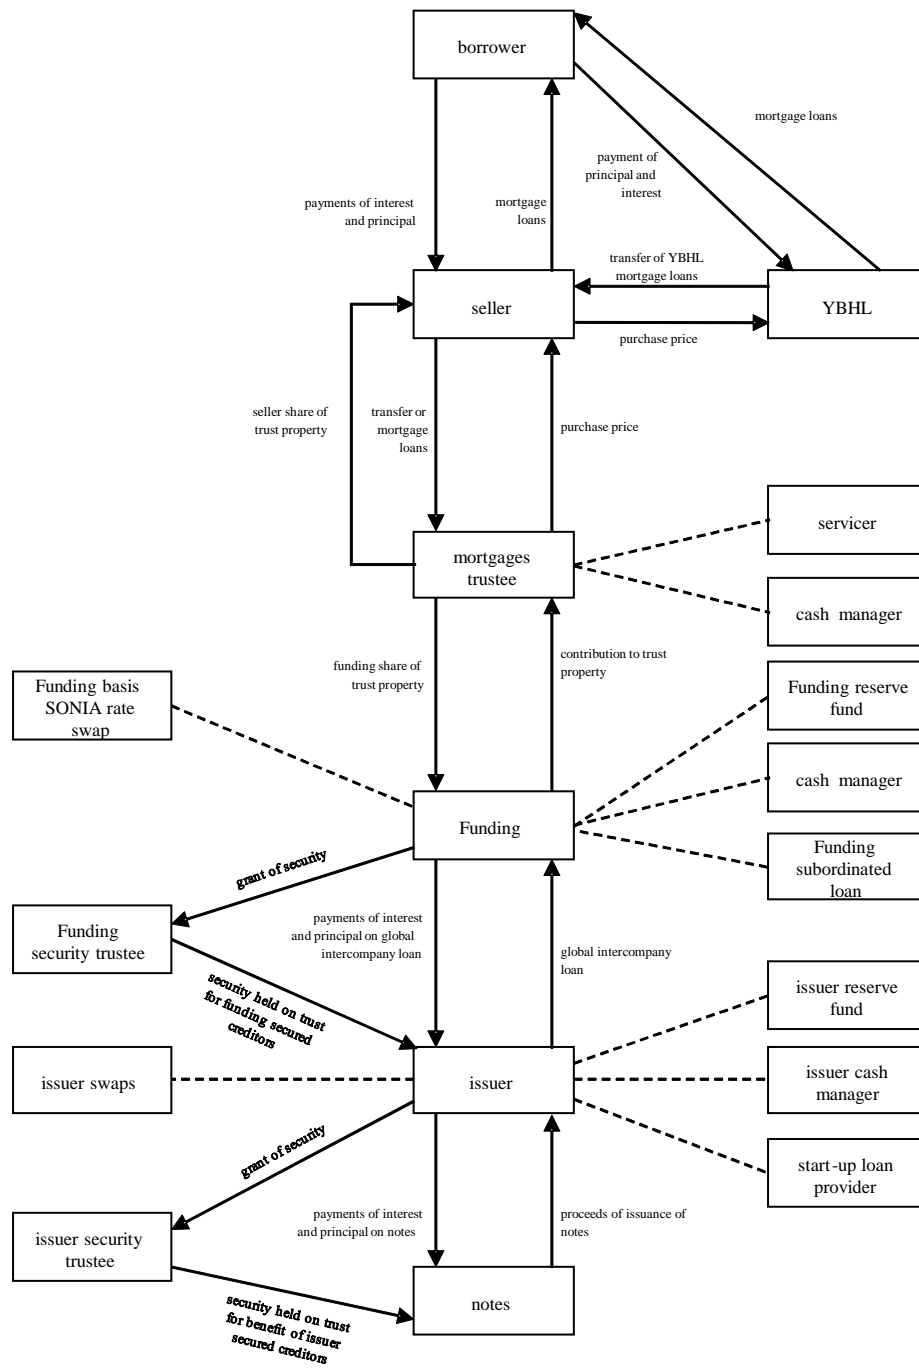 borrower
mortgage loans
payment of
principal and
interest
payments of interest
and principal
mortgage
loans
transfer of YBHL
mortgage loans
seller
YBHL
purchase price
seller share of
trust property
transfer or
mortgage
loans
purchase price
servicer
mortgages
trustee
cash manager
funding share of
trust property
contribution to trust
property
Funding basis
SONIA rate
swap
Funding reserve
fund
cash manager
Funding
Funding
subordinated
loan
grant of security
payments of interest
and principal on global
intercompany loan
Funding
security trustee
global intercompany
loan
security held on trust
for funding secured
creditors
issuer reserve
fund
issuer swaps
issuer
issuer cash
manager
grant of security
start-up loan
provider
payments of interest
and principal on notes
proceeds of issuance of
notes
issuer security
trustee
notes
security held on trust
for benefit of issuer
secured creditors